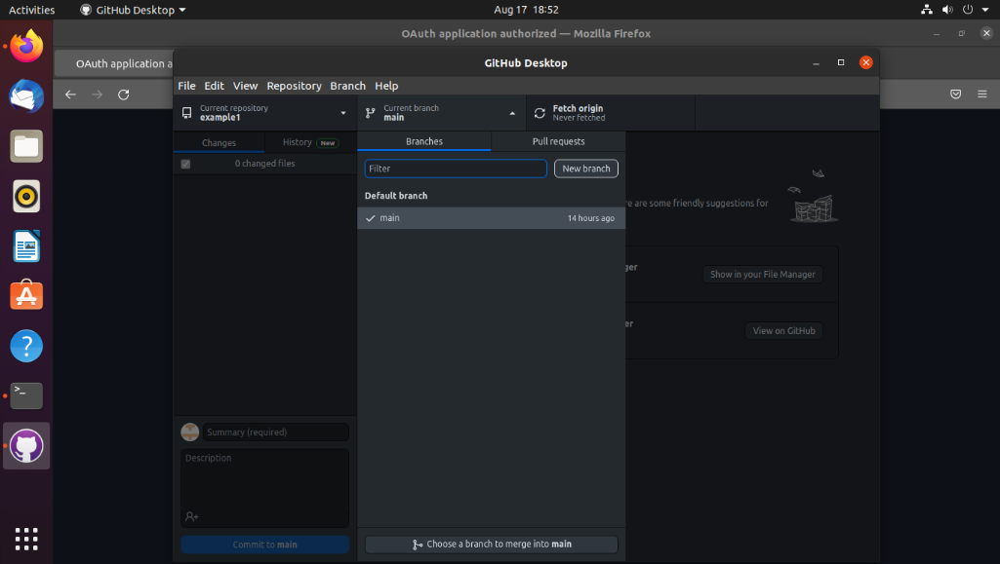 Activities
GitHub Desktop
Aug 17 18:52
OAuth application authorized — Mozilla Firefox
OAuth application a
GitHub Desktop
File Edit View Repository Branch Help
Current repository
example1
Current branch
main
Fetch origin
Never fetched
Changes
History New
0 changed files
Branches
Pull requests
Filter
New branch
Default branch
main
14 hours ago
re are some friendly suggestions for
ger
Show in your File Manager
er
View on GitHub
Summary (required)
Description
Commit to main
Choose a branch to merge into main